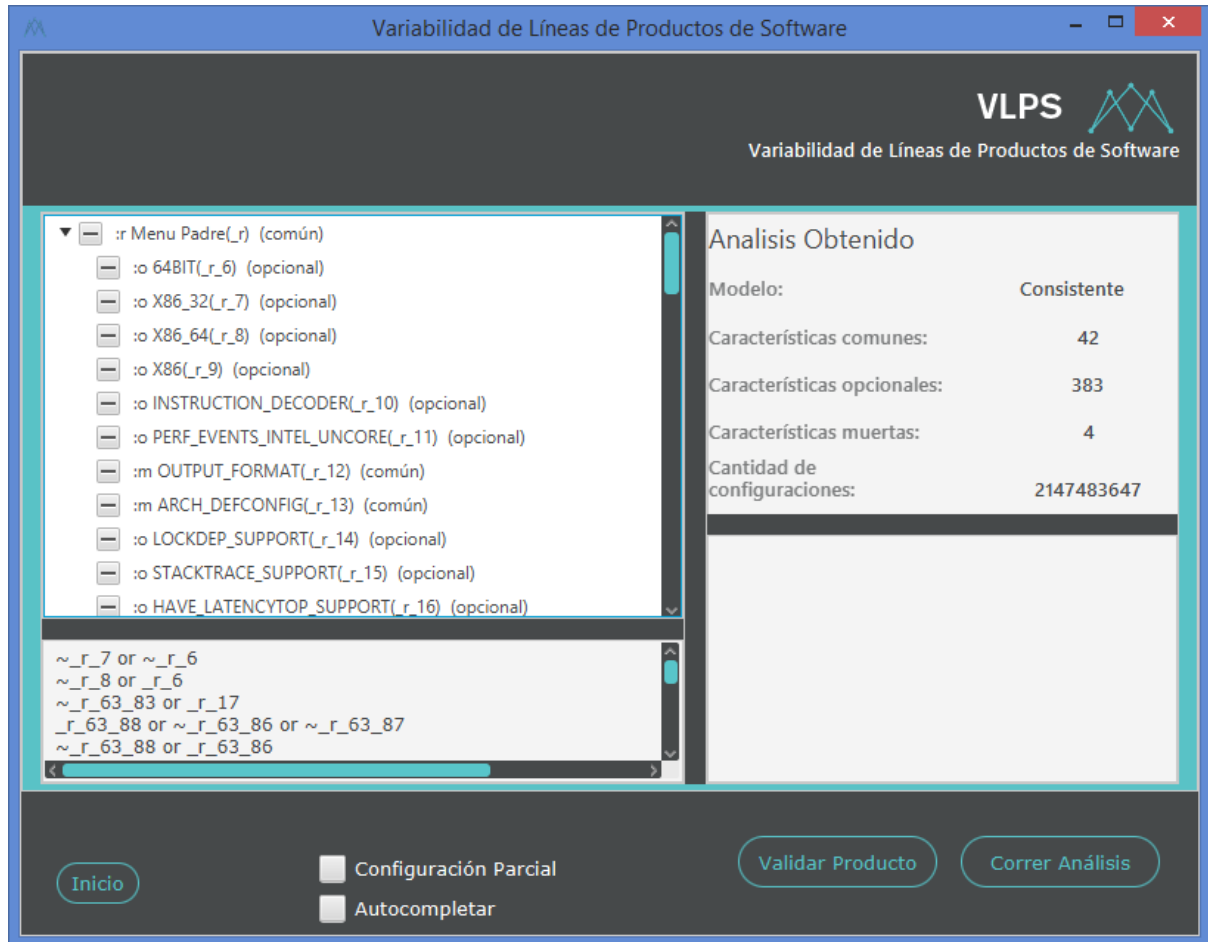 Variabilidad de Líneas de Productos de Software
VLPS
Variabilidad de Líneas de Productos de Software
:r Menu Padre(_r) (común)
:o 64BIT(_r_6) (opcional)
:o X86_32(_r_7) (opcional)
:o X86_64(_r_8) (opcional)
:o X86(_r_9) (opcional)
:o INSTRUCTION_DECODER(_r_10) (opcional)
:o PERF_EVENTS_INTEL_UNCORE(_r_11) (opcional)
:m OUTPUT_FORMAT(_r_12) (común)
:m ARCH_DEFCONFIG(_r_13) (común)
:o LOCKDEP_SUPPORT(_r_14) (opcional)
:o STACKTRACE_SUPPORT(_r_15) (opcional)
:o HAVE_LATENCYTOP_SUPPORT(_r_16) (opcional)
~_r_7 or ~_r_6
~_r_8 or _r_6
~_r_63_83 or _r_17
_r_63_88 or ~_r_63_86 or ~_r_63_87
~_r_63_88 or _r_63_86
Analisis Obtenido
Modelo: Consistente
Característícas comunes: 42
Característícas opcionales: 383
Característícas muertas: 4
Cantidad de
configuraciones: 2147483647
Inicio
Configuración Parcial
Autocompletar
Validar Producto
Correr Análisis